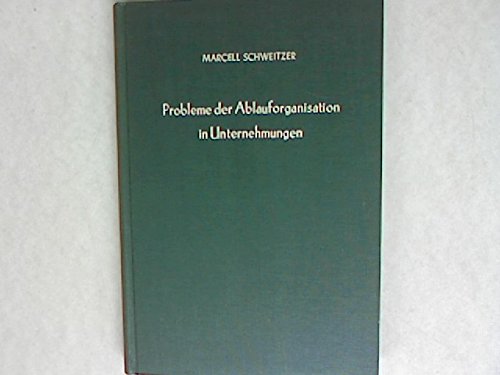 MARCELL SCHWEITZER
Probleme der Ablauforganisation
in Unternehmungen